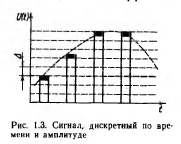 U(t)
Δ
t
Рис. 1.3. Сигнал, дискретный по вре-
мени и амплитуде